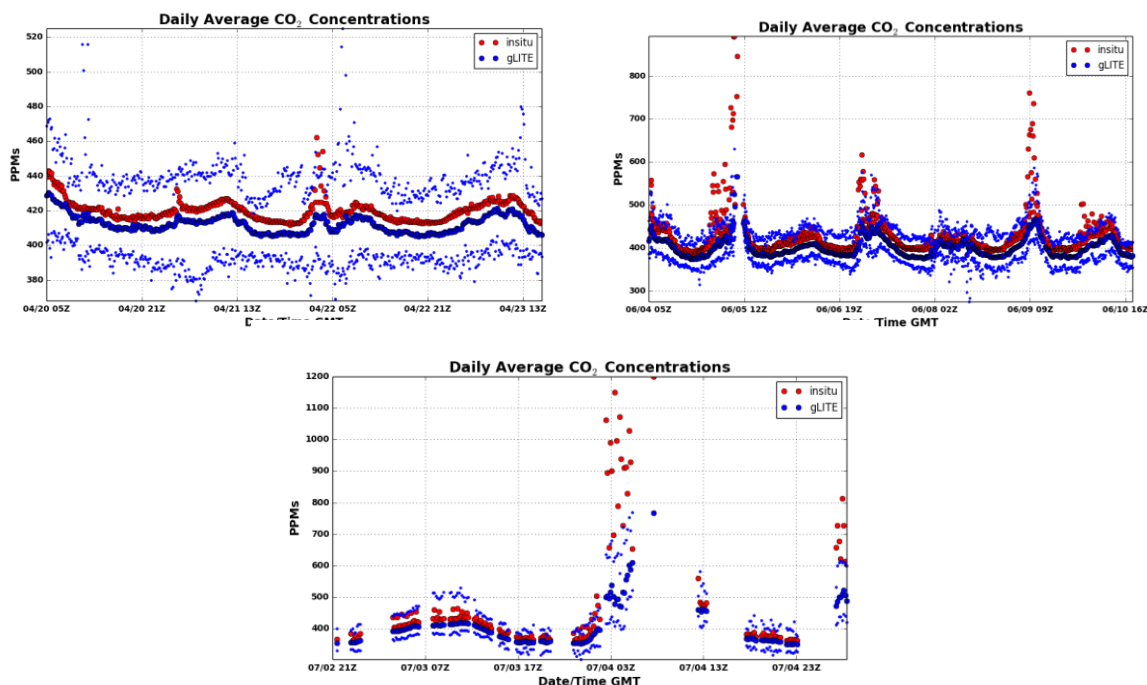 Daily Average CO₂ Concentrations
insitu
gLITE
PPMs
520
500
480
460
440
420
400
380
04/20 05Z 04/20 21Z 04/21 13Z 04/22 05Z 04/22 21Z 04/23 13Z
Date/Time GMT
Daily Average CO₂ Concentrations
insitu
gLITE
PPMs
800
700
600
500
400
300
06/04 05Z 06/05 12Z 06/06 19Z 06/08 02Z 06/09 09Z 06/10 16Z
Date/Time GMT
Daily Average CO₂ Concentrations
insitu
gLITE
PPMs
1200
1100
1000
900
800
700
600
500
400
07/02 21Z 07/03 07Z 07/03 17Z 07/04 03Z 07/04 13Z 07/04 23Z
Date/Time GMT